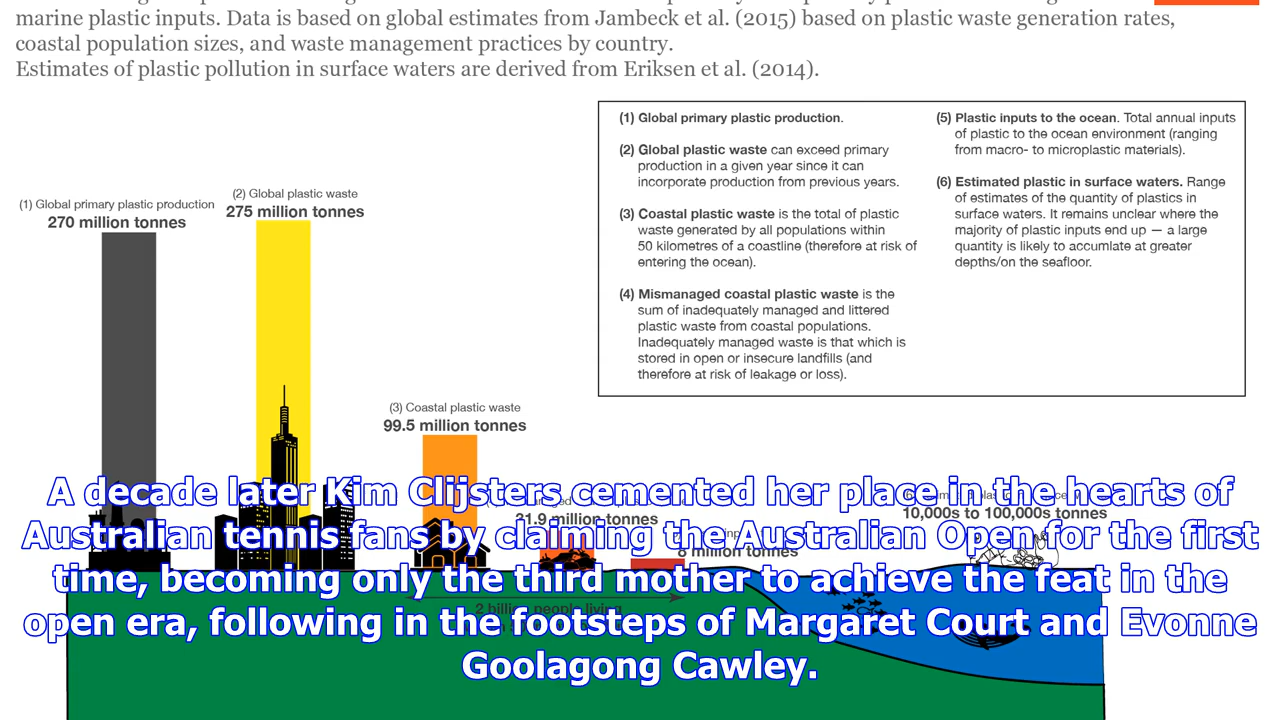 marine plastic inputs. Data is based on global estimates from Jambeck et al. (2015) based on plastic waste generation rates,
coastal population sizes, and waste management practices by country.
Estimates of plastic pollution in surface waters are derived from Eriksen et al. (2014).
(1) Global primary plastic production.
(2) Global plastic waste can exceed primary
production in a given year since it can
incorporate production from previous years.
(3) Coastal plastic waste is the total of plastic
waste generated by all populations within
50 kilometres of a coastline (therefore at risk of
entering the ocean).
(4) Mismanaged coastal plastic waste is the
sum of inadequately managed and littered
plastic waste from coastal populations.
Inadequately managed waste is that which is
stored in open or insecure landfills (and
therefore at risk of leakage or loss).
(5) Plastic inputs to the ocean. Total annual inputs
of plastic to the ocean environment (ranging
from macro- to microplastic materials).
(6) Estimated plastic in surface waters. Range
of estimates of the quantity of plastics in
surface waters. It remains unclear where the
majority of plastic inputs end up — a large
quantity is likely to accumlate at greater
depths/on the seafloor.
(1) Global primary plastic production
270 million tonnes
(2) Global plastic waste
275 million tonnes
(3) Coastal plastic waste
99.5 million tonnes
31.9 million tonnes
8 million tonnes
10,000s to 100,000s tonnes
2 billion people living
A decade later Kim Clijsters cemented her place in the hearts of
Australian tennis fans by claiming the Australian Open for the first
time, becoming only the third mother to achieve the feat in the
open era, following in the footsteps of Margaret Court and Evonne
Goolagong Cawley.